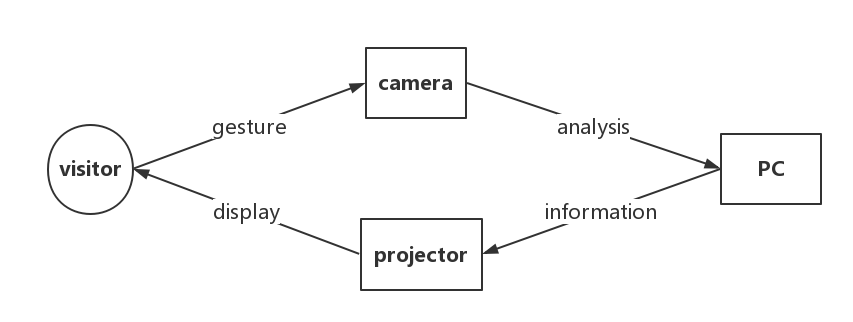 camera
gesture
analysis
visitor
PC
display
information
projector